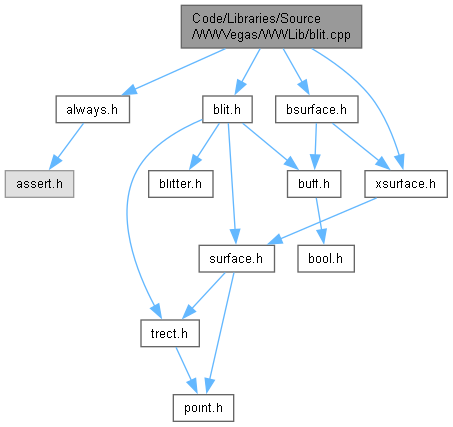 Code/Libraries/Source
/WWVegas/WWLib/blit.cpp
always.h
blit.h
bsurface.h
assert.h
blitter.h
buff.h
xsurface.h
surface.h
bool.h
trect.h
point.h